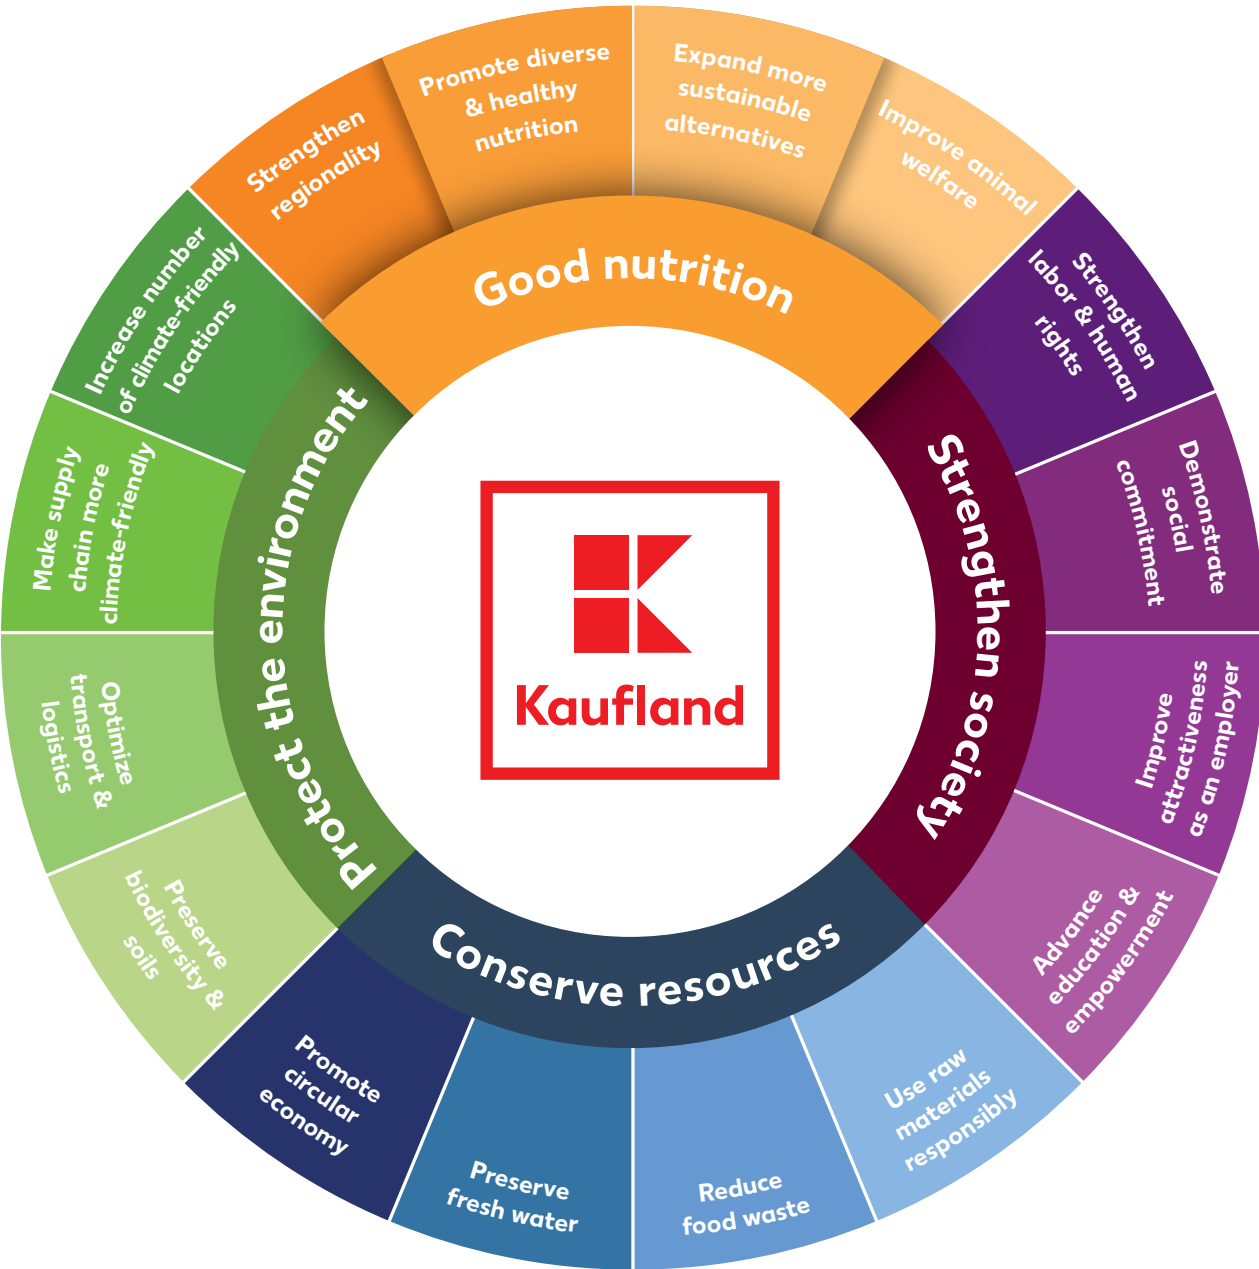 Good nutrition
Strengthen
regionality
Promote diverse
& healthy
nutrition
Expand more
sustainable
alternatives
Improve animal
welfare
Strengthen society
Strengthen
labor & human
rights
Demonstrate
social
commitment
Improve
attractiveness
as an employer
Advance
education &
empowerment
Conserve resources
Use raw
materials
responsibly
Reduce
food waste
Preserve
fresh water
Promote
circular
economy
Protect the environment
Preserve
biodiversity &
soils
Optimize
transport &
logistics
Make supply
chain more
climate-friendly
Increase number
of climate-friendly
locations
Kaufland